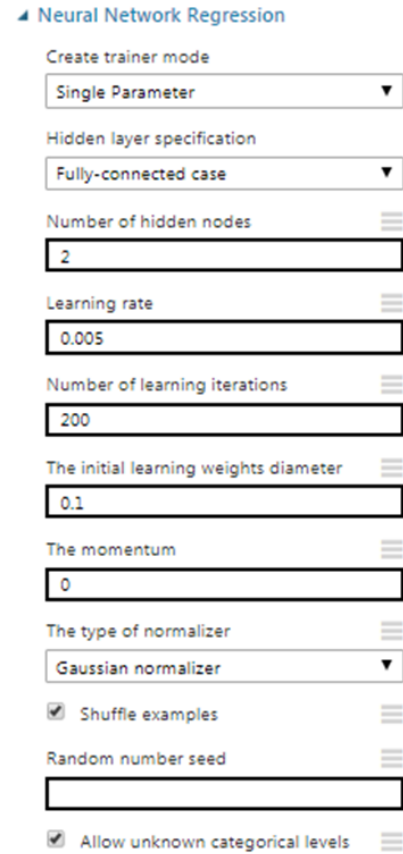 Neural Network Regression
Create trainer mode
Single Parameter
Hidden layer specification
Fully-connected case
Number of hidden nodes
2
Learning rate
0.005
Number of learning iterations
200
The initial learning weights diameter
0.1
The momentum
0
The type of normalizer
Gaussian normalizer
Shuffle examples
Random number seed
Allow unknown categorical levels